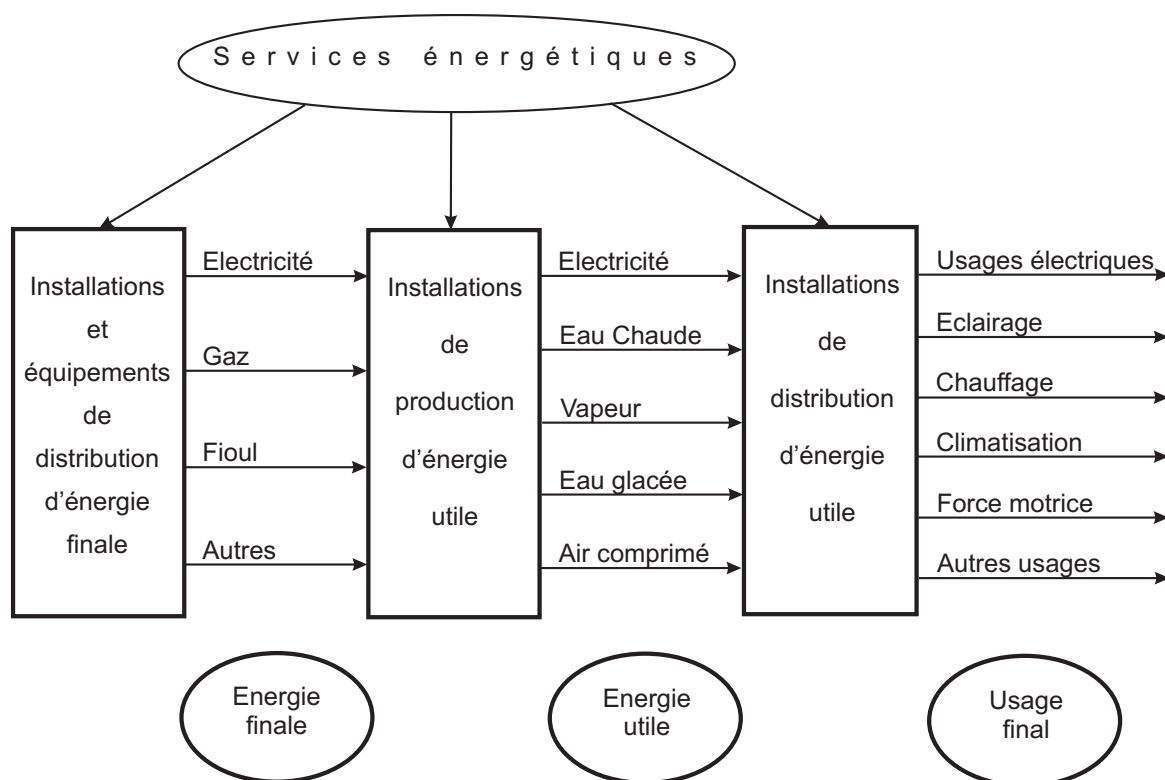 Services énergétiques
Installations
et
équipements
de
distribution
d’énergie
finale
Electricité
Gaz
Fioul
Autres
Installations
de
production
d’énergie
utile
Electricité
Eau Chaude
Vapeur
Eau glacée
Air comprimé
Installations
de
distribution
d’énergie
utile
Usages électriques
Eclairage
Chauffage
Climatisation
Force motrice
Autres usages
Energie
finale
Energie
utile
Usage
final